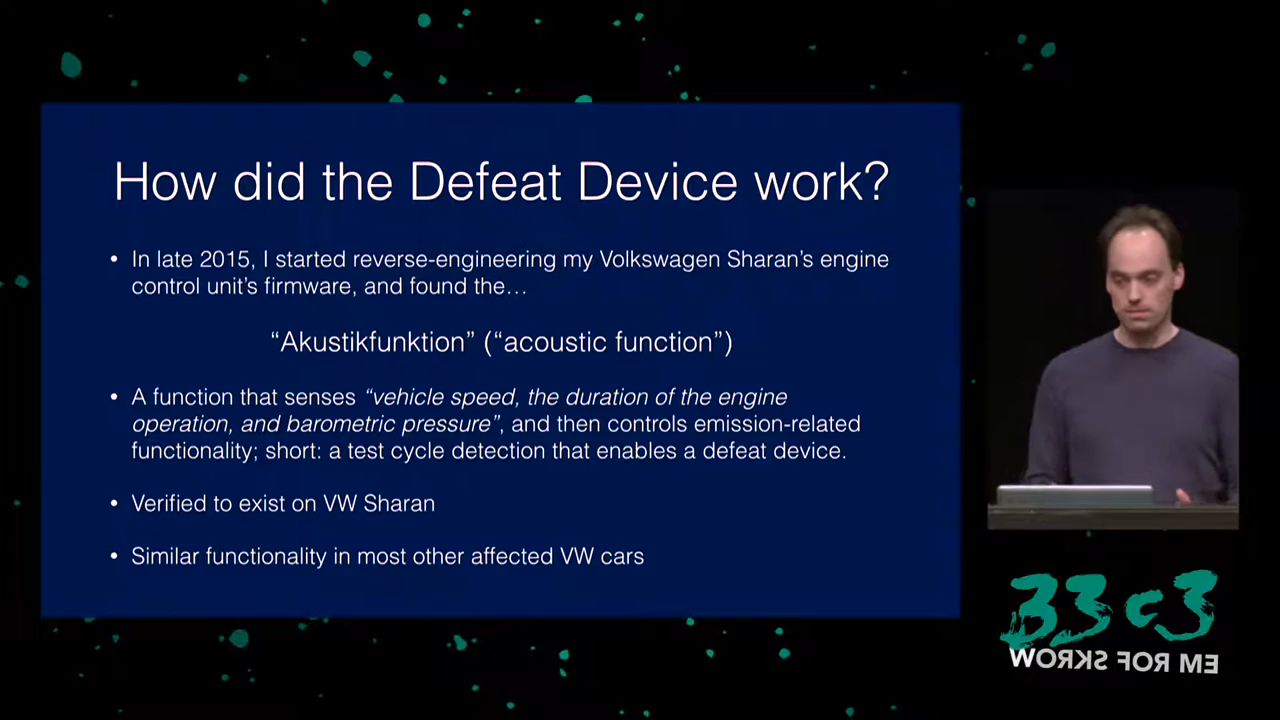 How did the Defeat Device work?
• In late 2015, I started reverse-engineering my Volkswagen Sharan's engine
control unit's firmware, and found the…
“Akustikfunktion” (“acoustic function”)
• A function that senses “vehicle speed, the duration of the engine
operation, and barometric pressure”, and then controls emission-related
functionality; short: a test cycle detection that enables a defeat device.
• Verified to exist on VW Sharan
• Similar functionality in most other affected VW cars
33c3
WORKS FOR ME